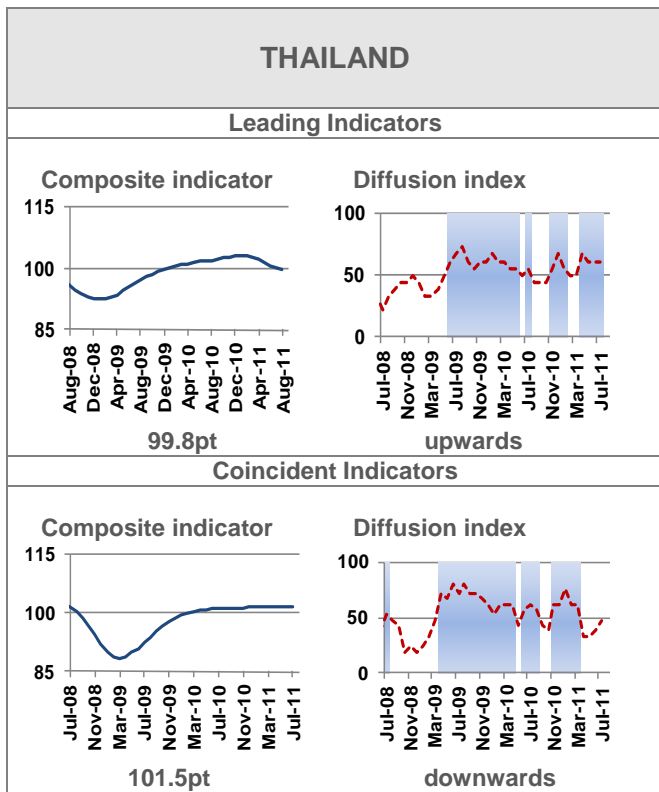 THAILAND
Leading Indicators
Composite indicator
115
100
85
Aug-08
Dec-08
Apr-09
Aug-09
Dec-09
Apr-10
Aug-10
Dec-10
Apr-11
Aug-11
99.8pt
Diffusion index
100
50
0
Jul-08
Nov-08
Mar-09
Jul-09
Nov-09
Mar-10
Jul-10
Nov-10
Mar-11
Jul-11
upwards
Coincident Indicators
Composite indicator
115
100
85
Jul-08
Nov-08
Mar-09
Jul-09
Nov-09
Mar-10
Jul-10
Nov-10
Mar-11
Jul-11
101.5pt
Diffusion index
100
50
0
Jul-08
Nov-08
Mar-09
Jul-09
Nov-09
Mar-10
Jul-10
Nov-10
Mar-11
Jul-11
downwards